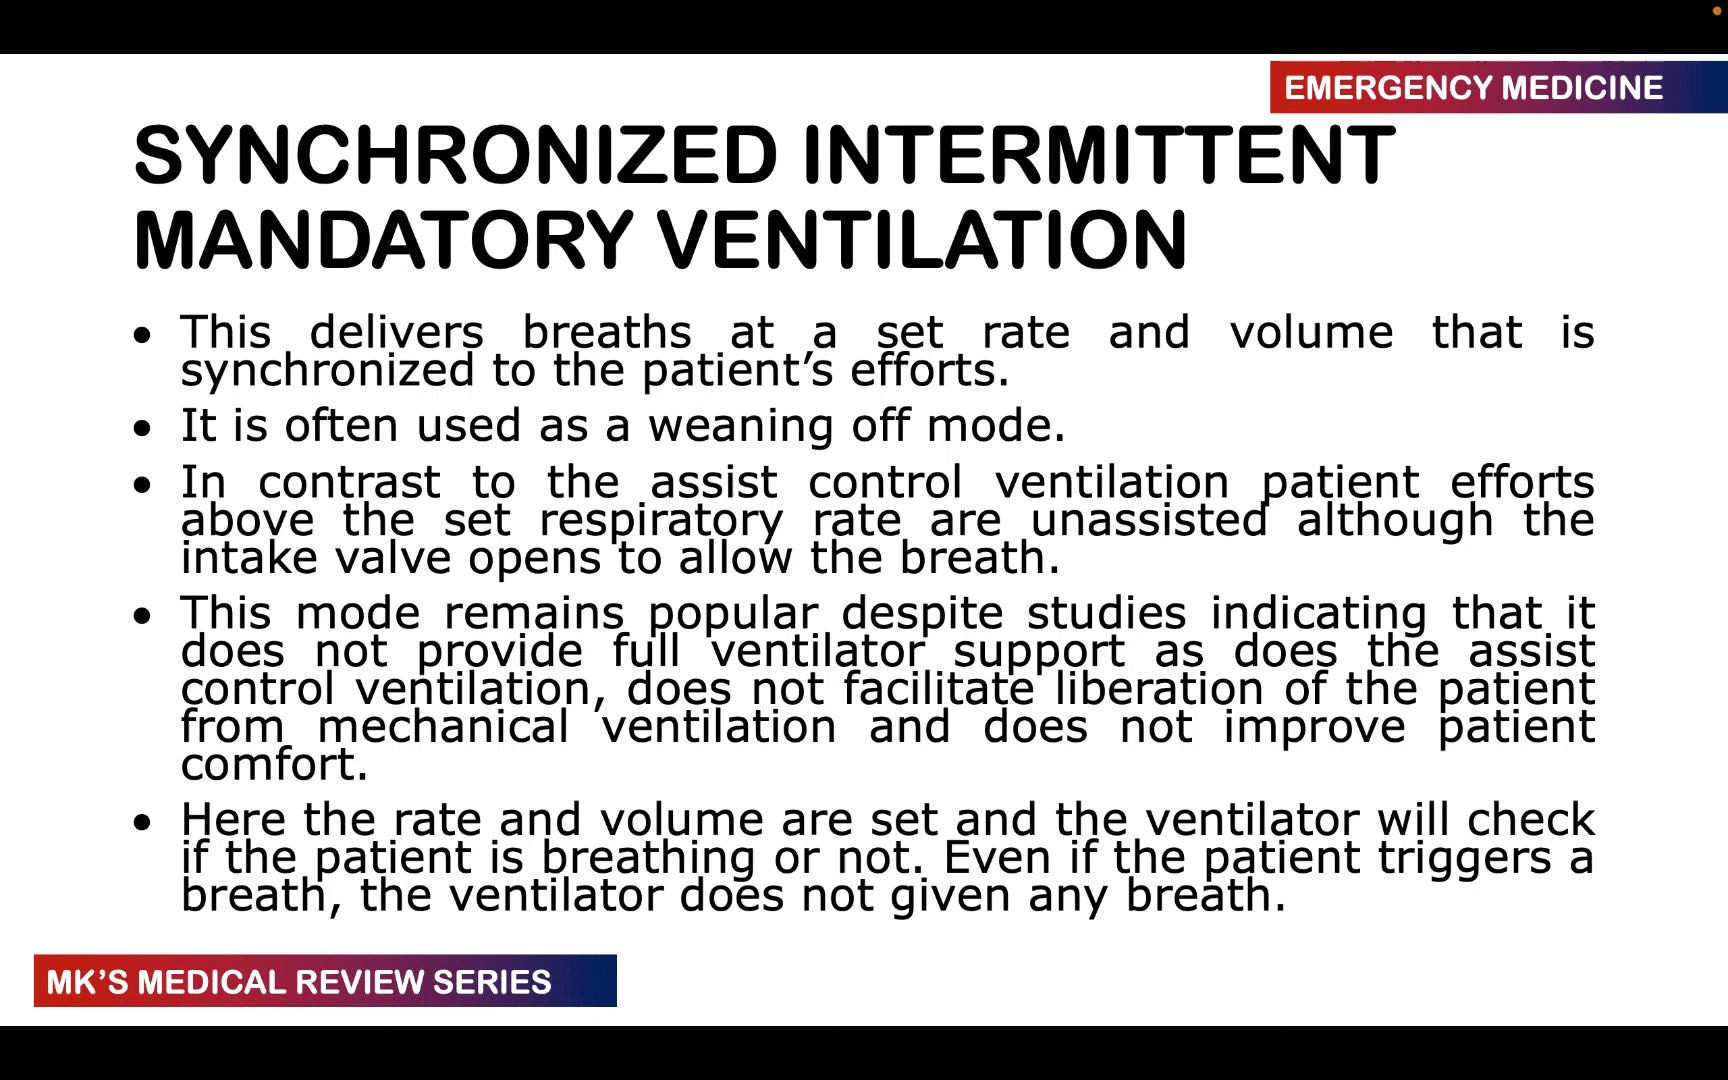 EMERGENCY MEDICINE
SYNCHRONIZED INTERMITTENT
MANDATORY VENTILATION
• This delivers breaths at a set rate and volume that is
synchronized to the patient’s efforts.
• It is often used as a weaning off mode.
• In contrast to the assist control ventilation patient efforts
above the set respiratory rate are unassisted although the
intake valve opens to allow the breath.
• This mode remains popular despite studies indicating that it
does not provide full ventilator support as does the assist
control ventilation, does not facilitate liberation of the patient
from mechanical ventilation and does not improve patient
comfort.
• Here the rate and volume are set and the ventilator will check
if the patient is breathing or not. Even if the patient triggers a
breath, the ventilator does not given any breath.
MK’S MEDICAL REVIEW SERIES